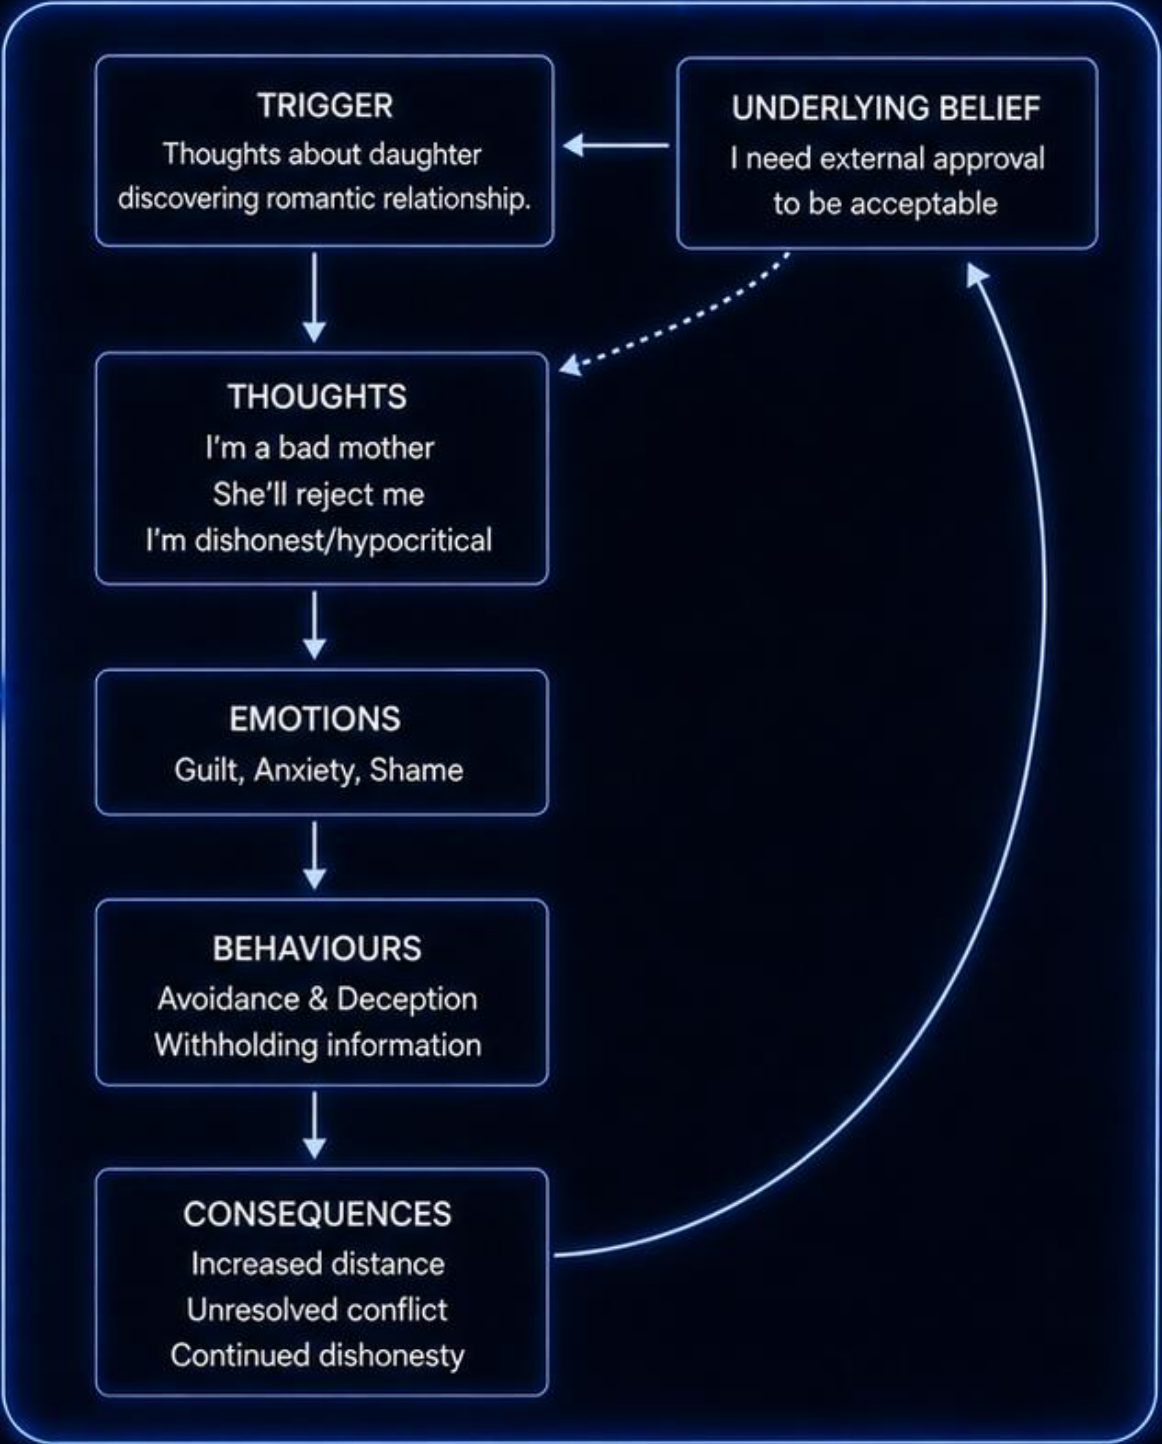 TRIGGER
Thoughts about daughter
discovering romantic relationship.
UNDERLYING BELIEF
I need external approval
to be acceptable
THOUGHTS
I'm a bad mother
She'll reject me
I'm dishonest/hypocritical
EMOTIONS
Guilt, Anxiety, Shame
BEHAVIOURS
Avoidance & Deception
Withholding information
CONSEQUENCES
Increased distance
Unresolved conflict
Continued dishonesty